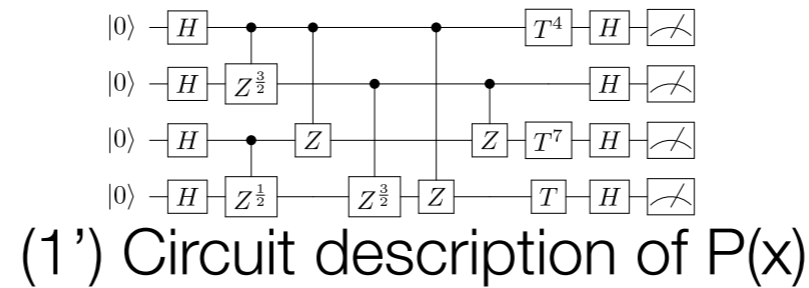 |0⟩ H T⁴ H
|0⟩ H Z^{3/2} H
|0⟩ H Z Z T⁷ H
|0⟩ H Z^{1/2} Z^{3/2} Z T H
(1’) Circuit description of P(x)